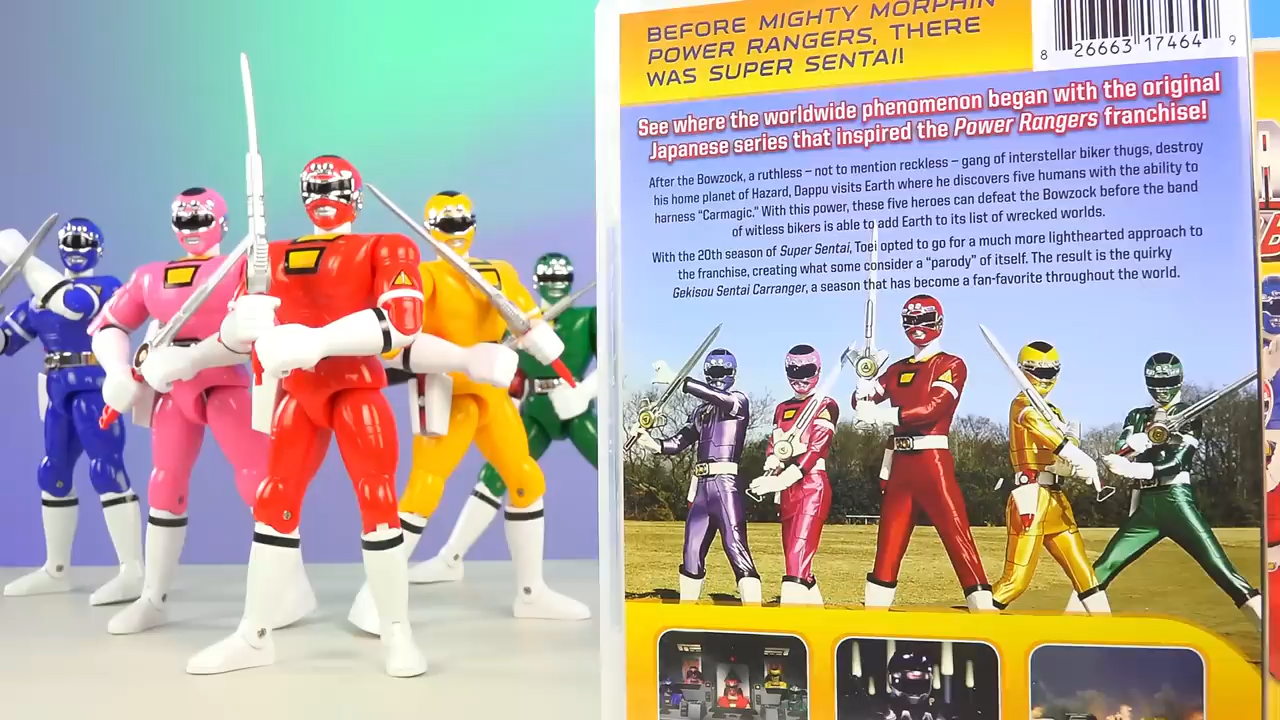 BEFORE MIGHTY MORPHIN
POWER RANGERS, THERE
WAS SUPER SENTAI!
8 26663 17464 9
See where the worldwide phenomenon began with the original
Japanese series that inspired the Power Rangers franchise!
After the Bowzock, a ruthless – not to mention reckless – gang of interstellar biker thugs, destroy
his home planet of Hazard, Dappu visits Earth where he discovers five humans with the ability to
harness “Carmagic.” With this power, these five heroes can defeat the Bowzock before the band
of witless bikers is able to add Earth to its list of wrecked worlds.
With the 20th season of Super Sentai, Toei opted to go for a much more lighthearted approach to
the franchise, creating what some consider a “parody” of itself. The result is the quirky
Gekisou Sentai Carranger, a season that has become a fan-favorite throughout the world.